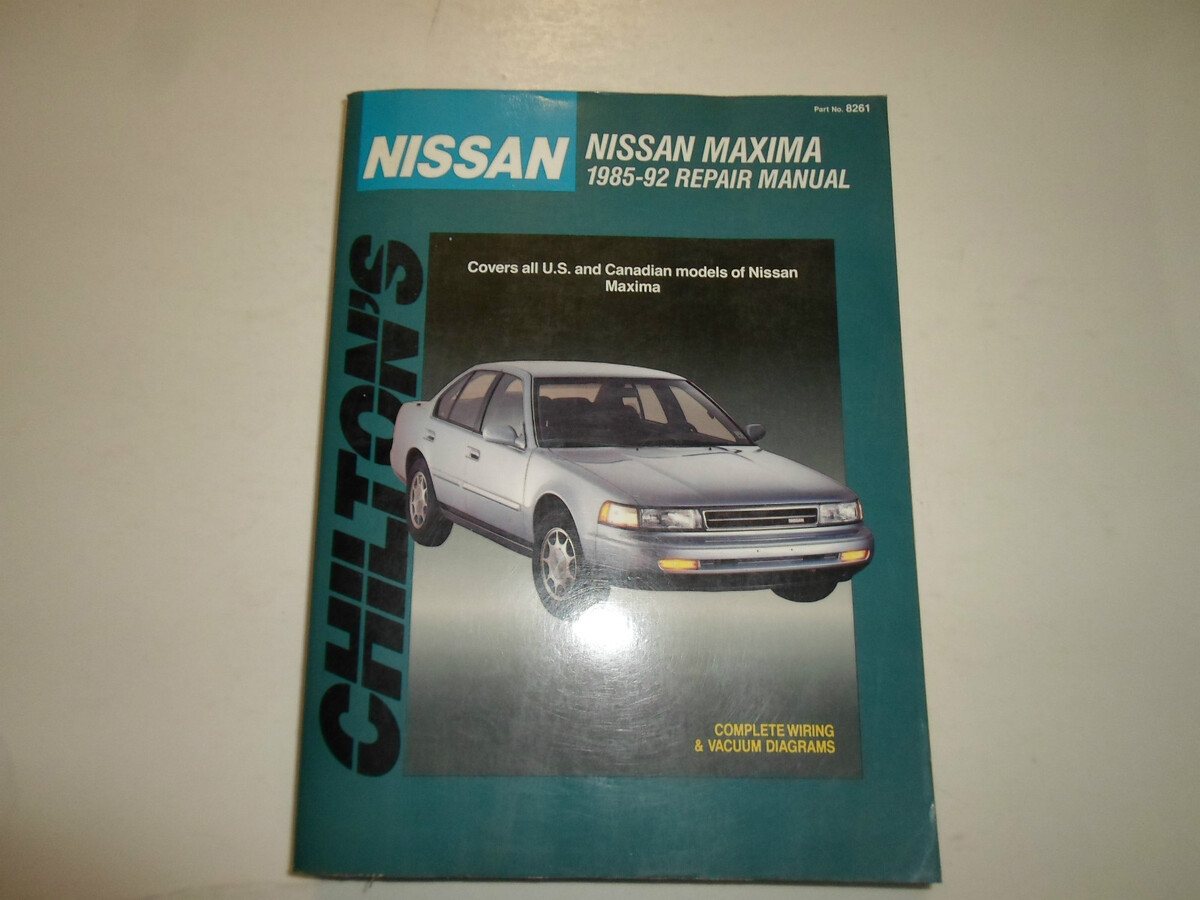 Part No. 8261
NISSAN
NISSAN MAXIMA
1985-92 REPAIR MANUAL
CHILTON'S
Covers all U.S. and Canadian models of Nissan
Maxima
COMPLETE WIRING
& VACUUM DIAGRAMS